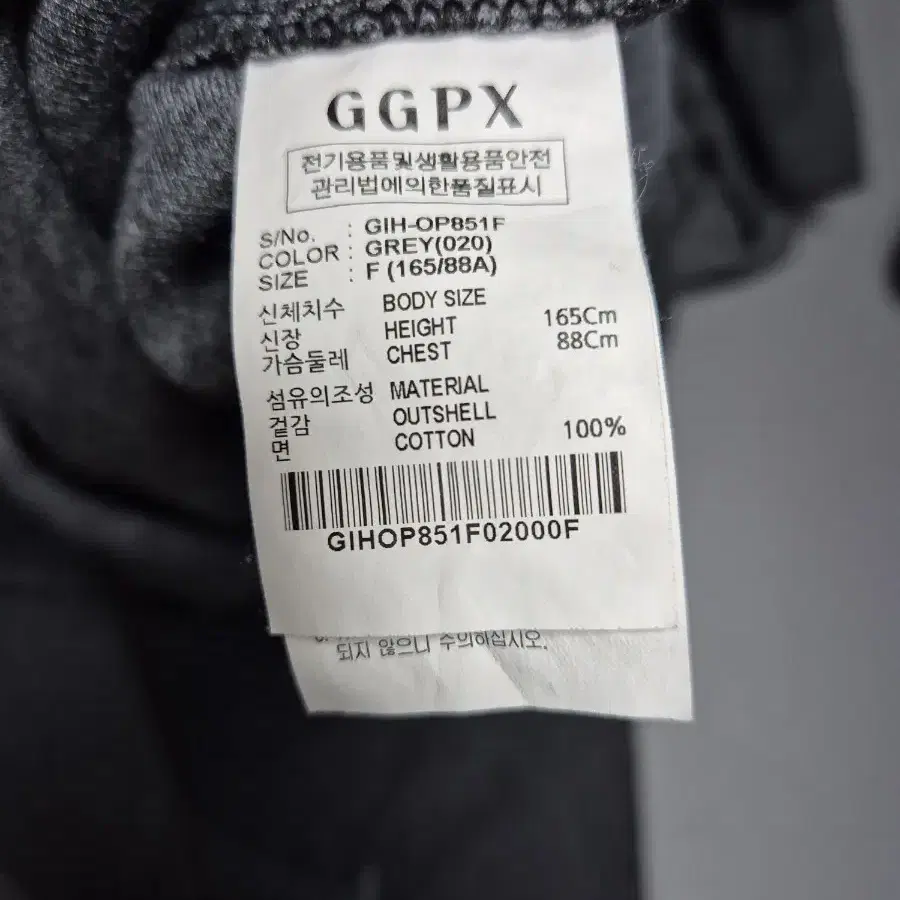 GGPX
전기용품및생활용품안전
관리법에의한품질표시
S/No. : GIH-OP851F
COLOR : GREY(020)
SIZE : F (165/88A)
신체치수 BODY SIZE
신장 HEIGHT 165Cm
가슴둘레 CHEST 88Cm
섬유의조성 MATERIAL
겉감 OUTSHELL
면 COTTON 100%
GIHOP851F02000F
되지 않으니 주의하십시오.